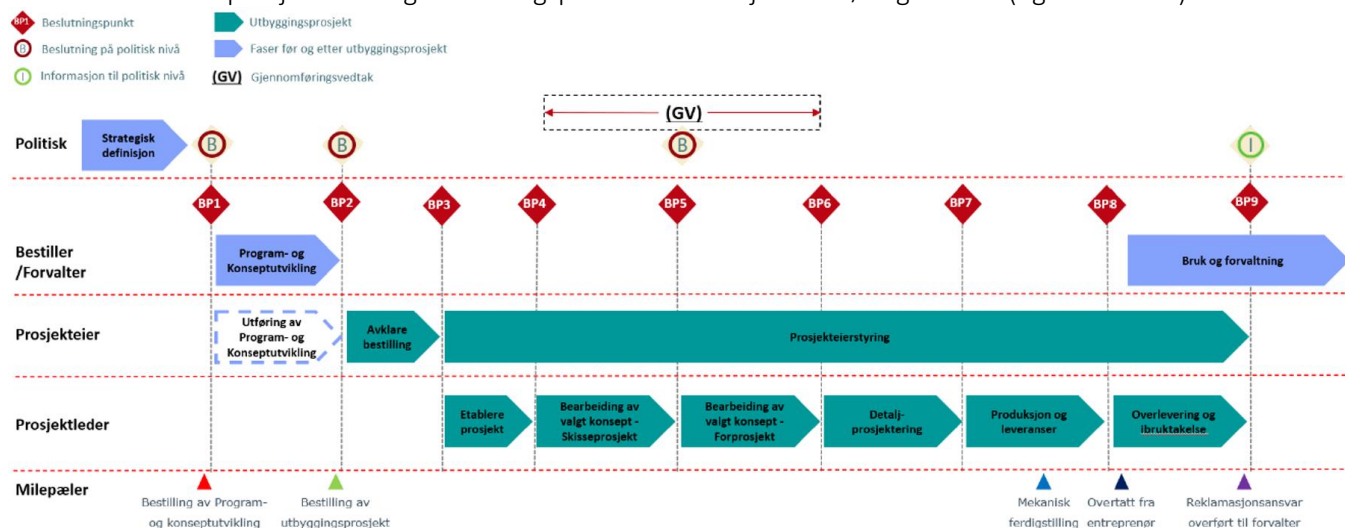 BP1 Beslutningspunkt
Utbyggingsprosjekt
B Beslutning på politisk nivå
Faser før og etter utbyggingsprosjekt
I Informasjon til politisk nivå
(GV) Gjennomføringsvedtak
(GV)
Politisk
Strategisk
definisjon
B
B
B
I
BP1
BP2
BP3
BP4
BP5
BP6
BP7
BP8
BP9
Bestiller
/Forvalter
Program- og
Konseptutvikling
Bruk og forvaltning
Prosjekteier
Utføring av
Program- og
Konseptutvikling
Avklare
bestilling
Prosjekteierstyring
Prosjektleder
Etablere
prosjekt
Bearbeiding av
valgt konsept -
Skisseprosjekt
Bearbeiding av
valgt konsept -
Forprosjekt
Detalj-
prosjektering
Produksjon og
leveranser
Overlevering og
ibruktakelse
Milepæler
Bestilling av Program-
og konseptutvikling
Bestilling av
utbyggingsprosjekt
Mekanisk
ferdigstilling
Overtatt fra
entreprenør
Reklamasjonsansvar
overført til forvalter